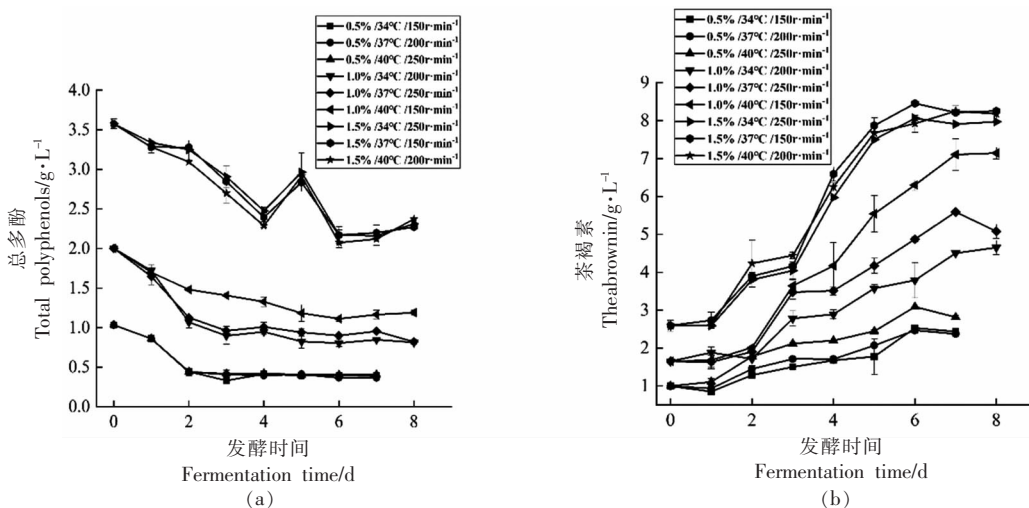 0.5% /34℃ /150r·min⁻¹
0.5% /37℃ /200r·min⁻¹
0.5% /40℃ /250r·min⁻¹
1.0% /34℃ /200r·min⁻¹
1.0% /37℃ /250r·min⁻¹
1.0% /40℃ /150r·min⁻¹
1.5% /34℃ /250r·min⁻¹
1.5% /37℃ /150r·min⁻¹
1.5% /40℃ /200r·min⁻¹
4.0
3.5
3.0
2.5
2.0
1.5
1.0
0.5
0.0
总多酚
Total polyphenols/g·L⁻¹
0 2 4 6 8
发酵时间
Fermentation time/d
(a)
0.5% /34℃ /150r·min⁻¹
0.5% /37℃ /200r·min⁻¹
0.5% /40℃ /250r·min⁻¹
1.0% /34℃ /200r·min⁻¹
1.0% /37℃ /250r·min⁻¹
1.0% /40℃ /150r·min⁻¹
1.5% /34℃ /250r·min⁻¹
1.5% /37℃ /150r·min⁻¹
1.5% /40℃ /200r·min⁻¹
9
8
7
6
5
4
3
2
1
茶褐素
Theabrownin/g·L⁻¹
0 2 4 6 8
发酵时间
Fermentation time/d
(b)